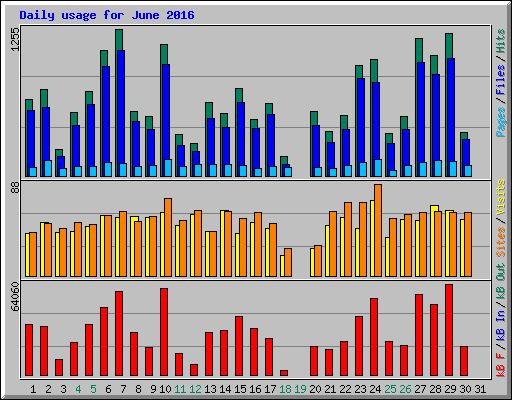 Daily usage for June 2016
1255
Pages / Files / Hits
88
Sites / Visits
64060
kB F / kB In / kB Out
1 2 3 4 5 6 7 8 9 10 11 12 13 14 15 16 17 18 19 20 21 22 23 24 25 26 27 28 29 30 31